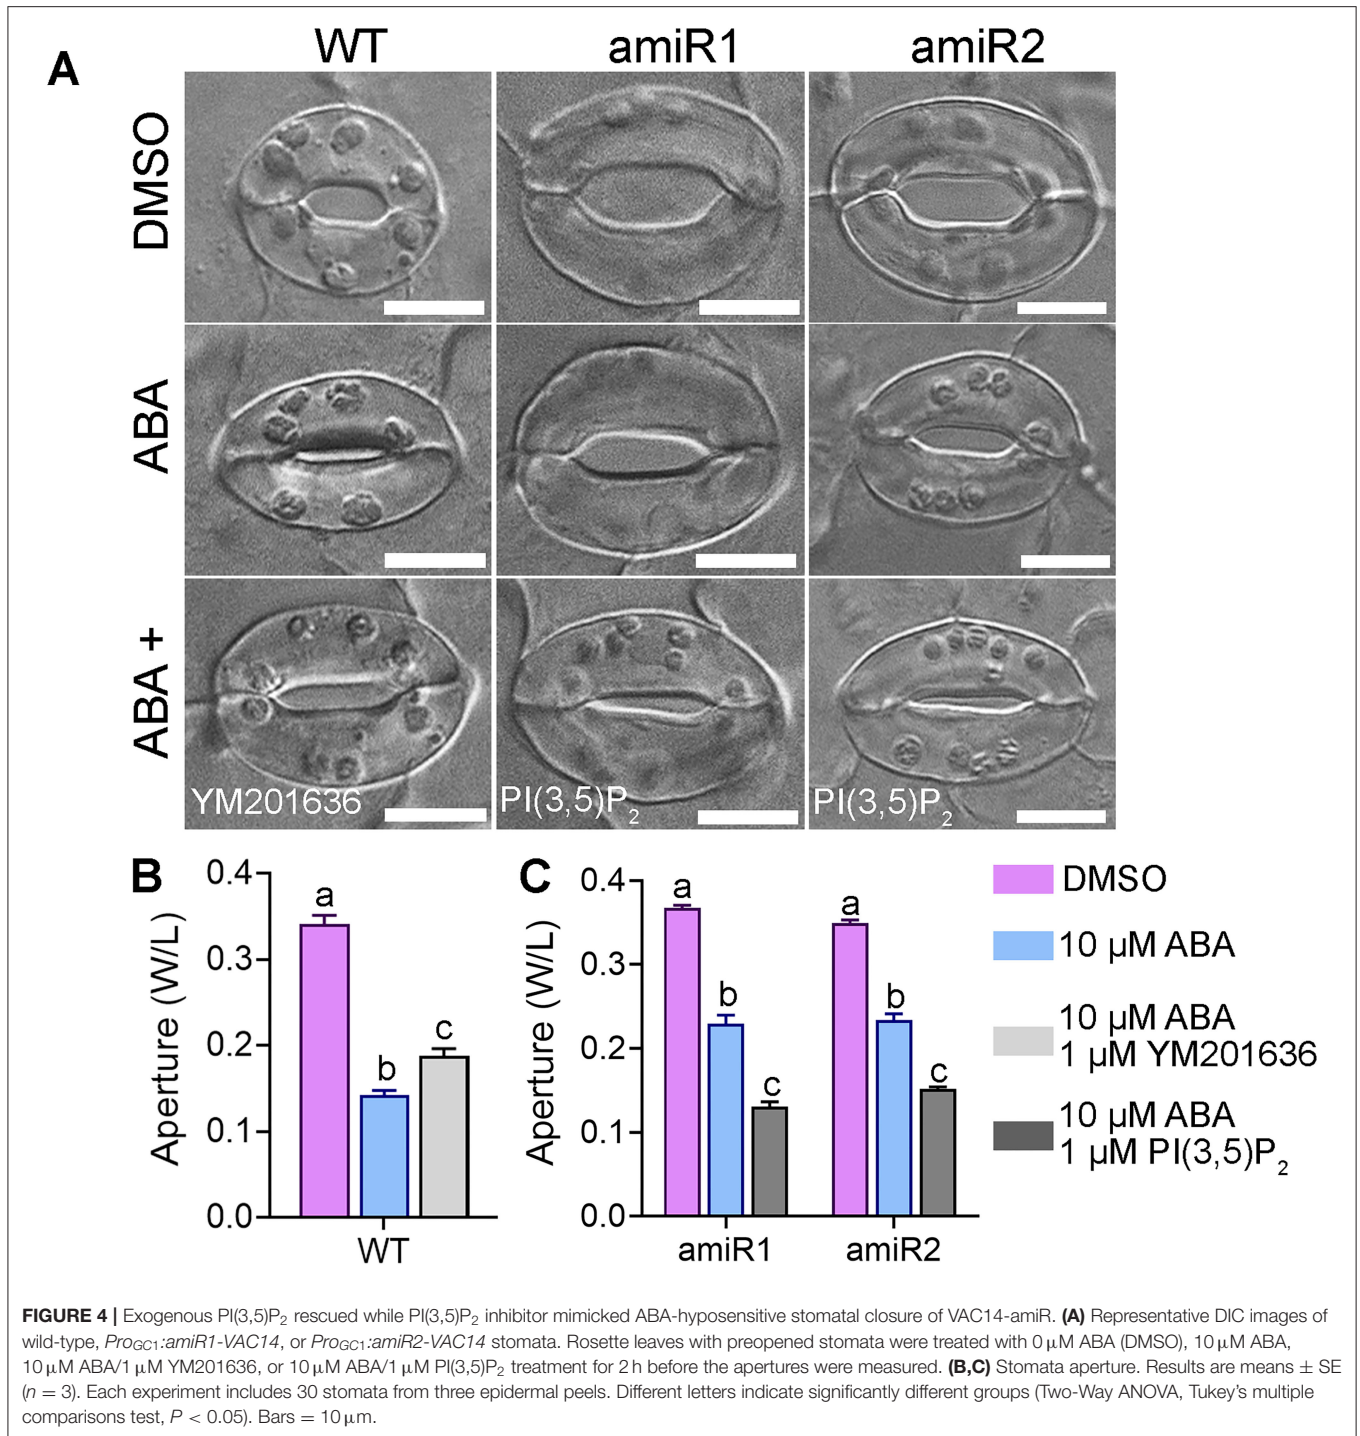 WT amiR1 amiR2
A
DMSO
ABA
ABA +
YM201636 PI(3,5)P₂ PI(3,5)P₂
B
0.4
0.3
0.2
0.1
0.0
Aperture (W/L)
a
b
c
WT
C
0.4
0.3
0.2
0.1
0.0
Aperture (W/L)
a
b
c
a
b
c
amiR1 amiR2
DMSO
10 µM ABA
10 µM ABA
1 µM YM201636
10 µM ABA
1 µM PI(3,5)P₂
FIGURE 4 | Exogenous PI(3,5)P₂ rescued while PI(3,5)P₂ inhibitor mimicked ABA-hyposensitive stomatal closure of VAC14-amiR. (A) Representative DIC images of
wild-type, Pro_GC1:amiR1-VAC14, or Pro_GC1:amiR2-VAC14 stomata. Rosette leaves with preopened stomata were treated with 0 µM ABA (DMSO), 10 µM ABA,
10 µM ABA/1 µM YM201636, or 10 µM ABA/1 µM PI(3,5)P₂ treatment for 2 h before the apertures were measured. (B,C) Stomata aperture. Results are means ± SE
(n = 3). Each experiment includes 30 stomata from three epidermal peels. Different letters indicate significantly different groups (Two-Way ANOVA, Tukey's multiple
comparisons test, P < 0.05). Bars = 10 µm.